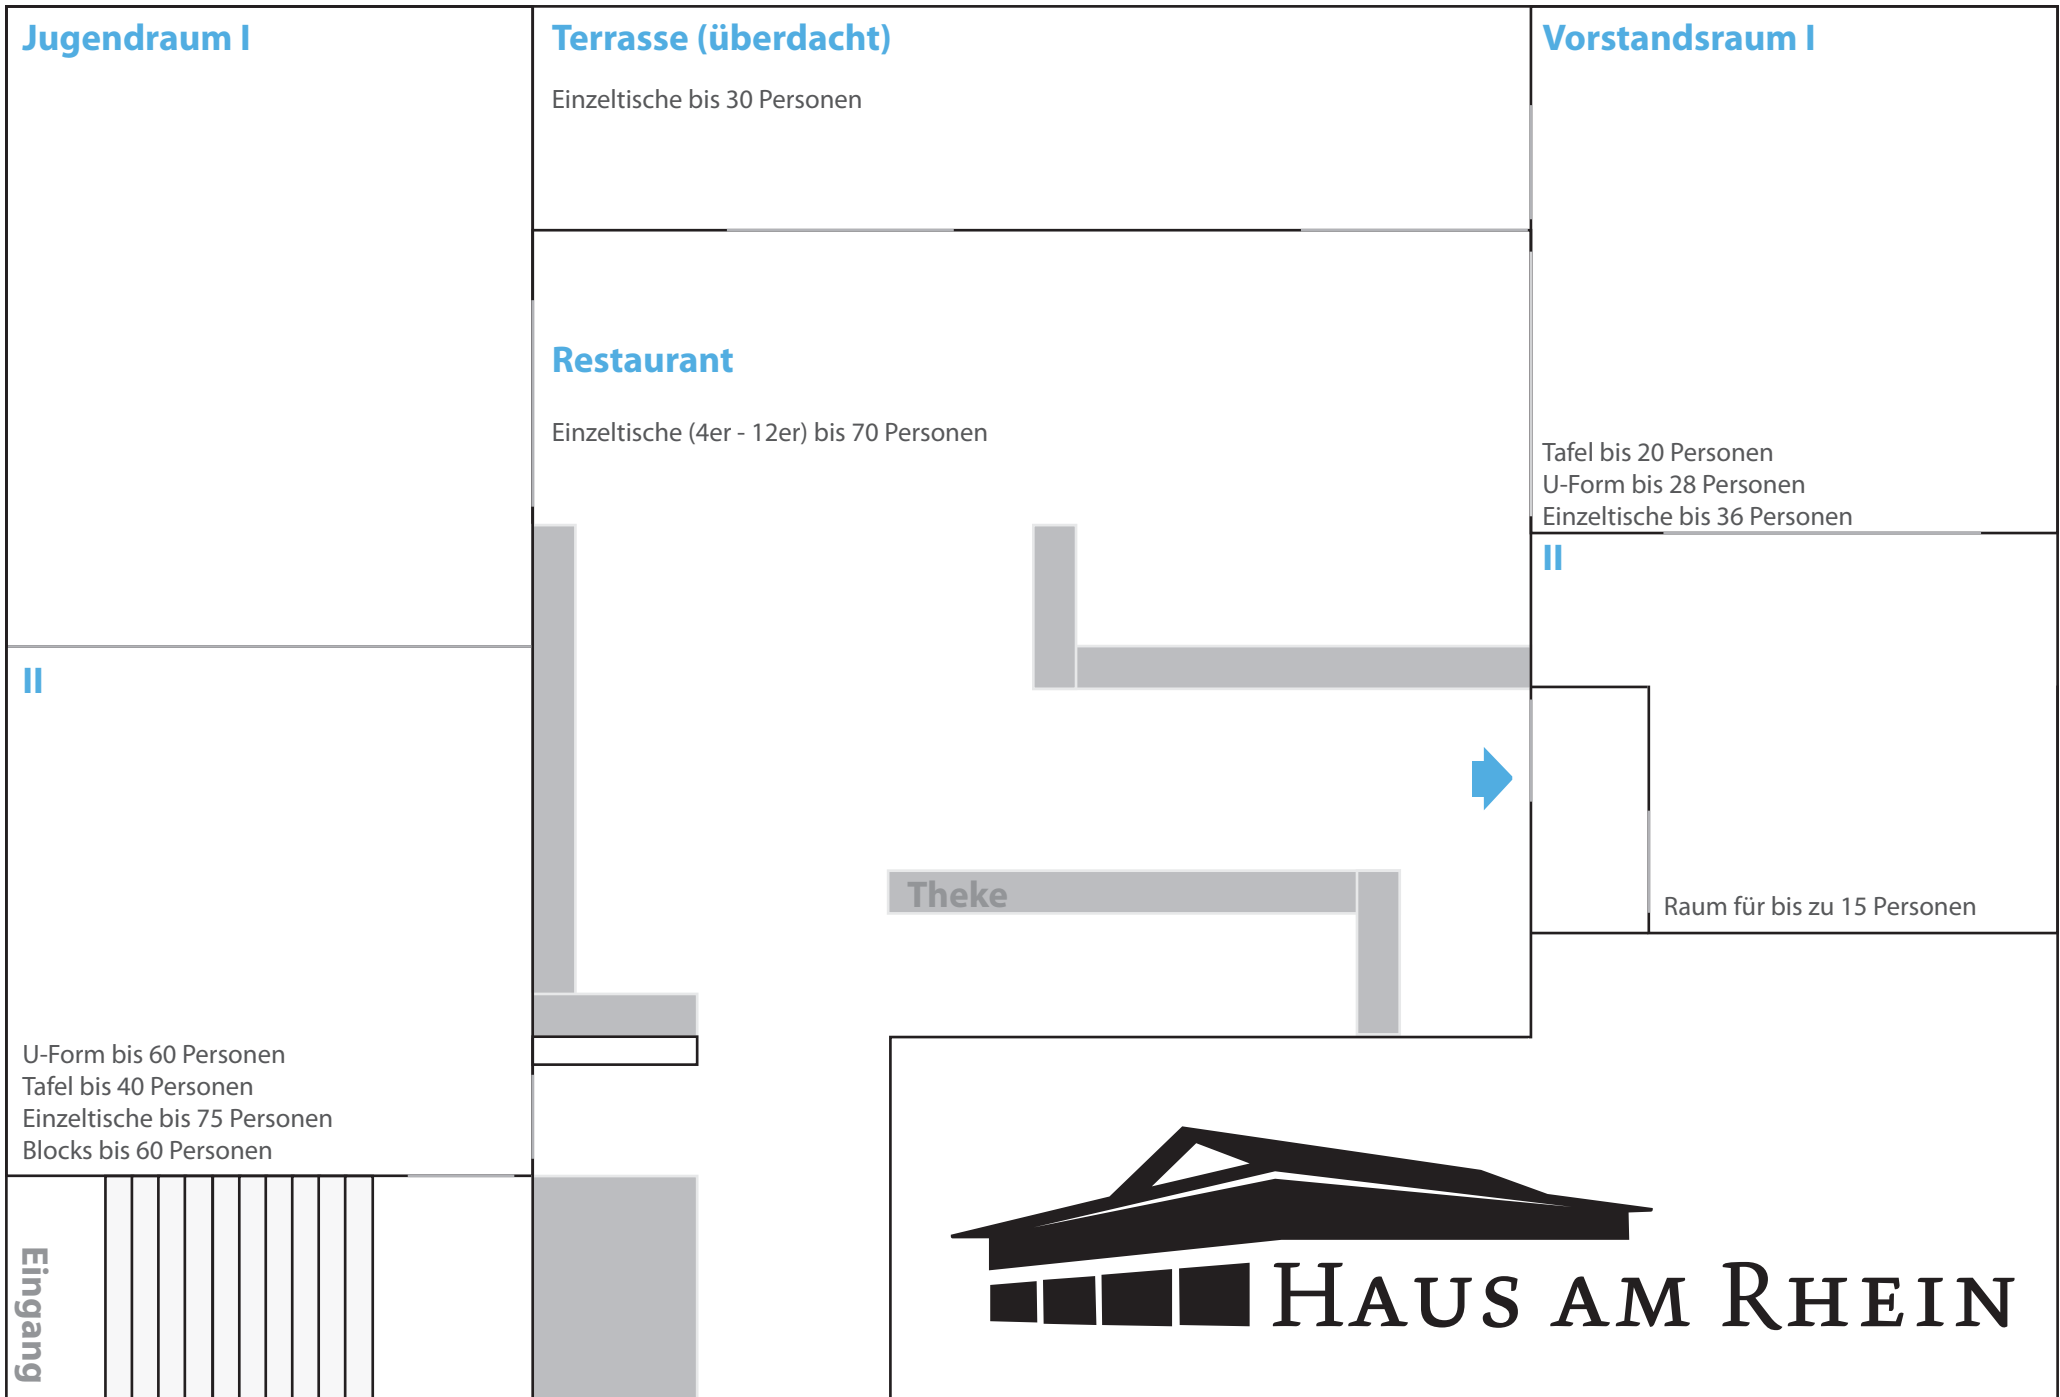 Jugendraum I
Terrasse (überdacht)
Einzeltische bis 30 Personen
Vorstandsraum I
Restaurant
Einzeltische (4er - 12er) bis 70 Personen
Tafel bis 20 Personen
U-Form bis 28 Personen
Einzeltische bis 36 Personen
II
II
Theke
Raum für bis zu 15 Personen
U-Form bis 60 Personen
Tafel bis 40 Personen
Einzeltische bis 75 Personen
Blocks bis 60 Personen
Eingang
HAUS AM RHEIN